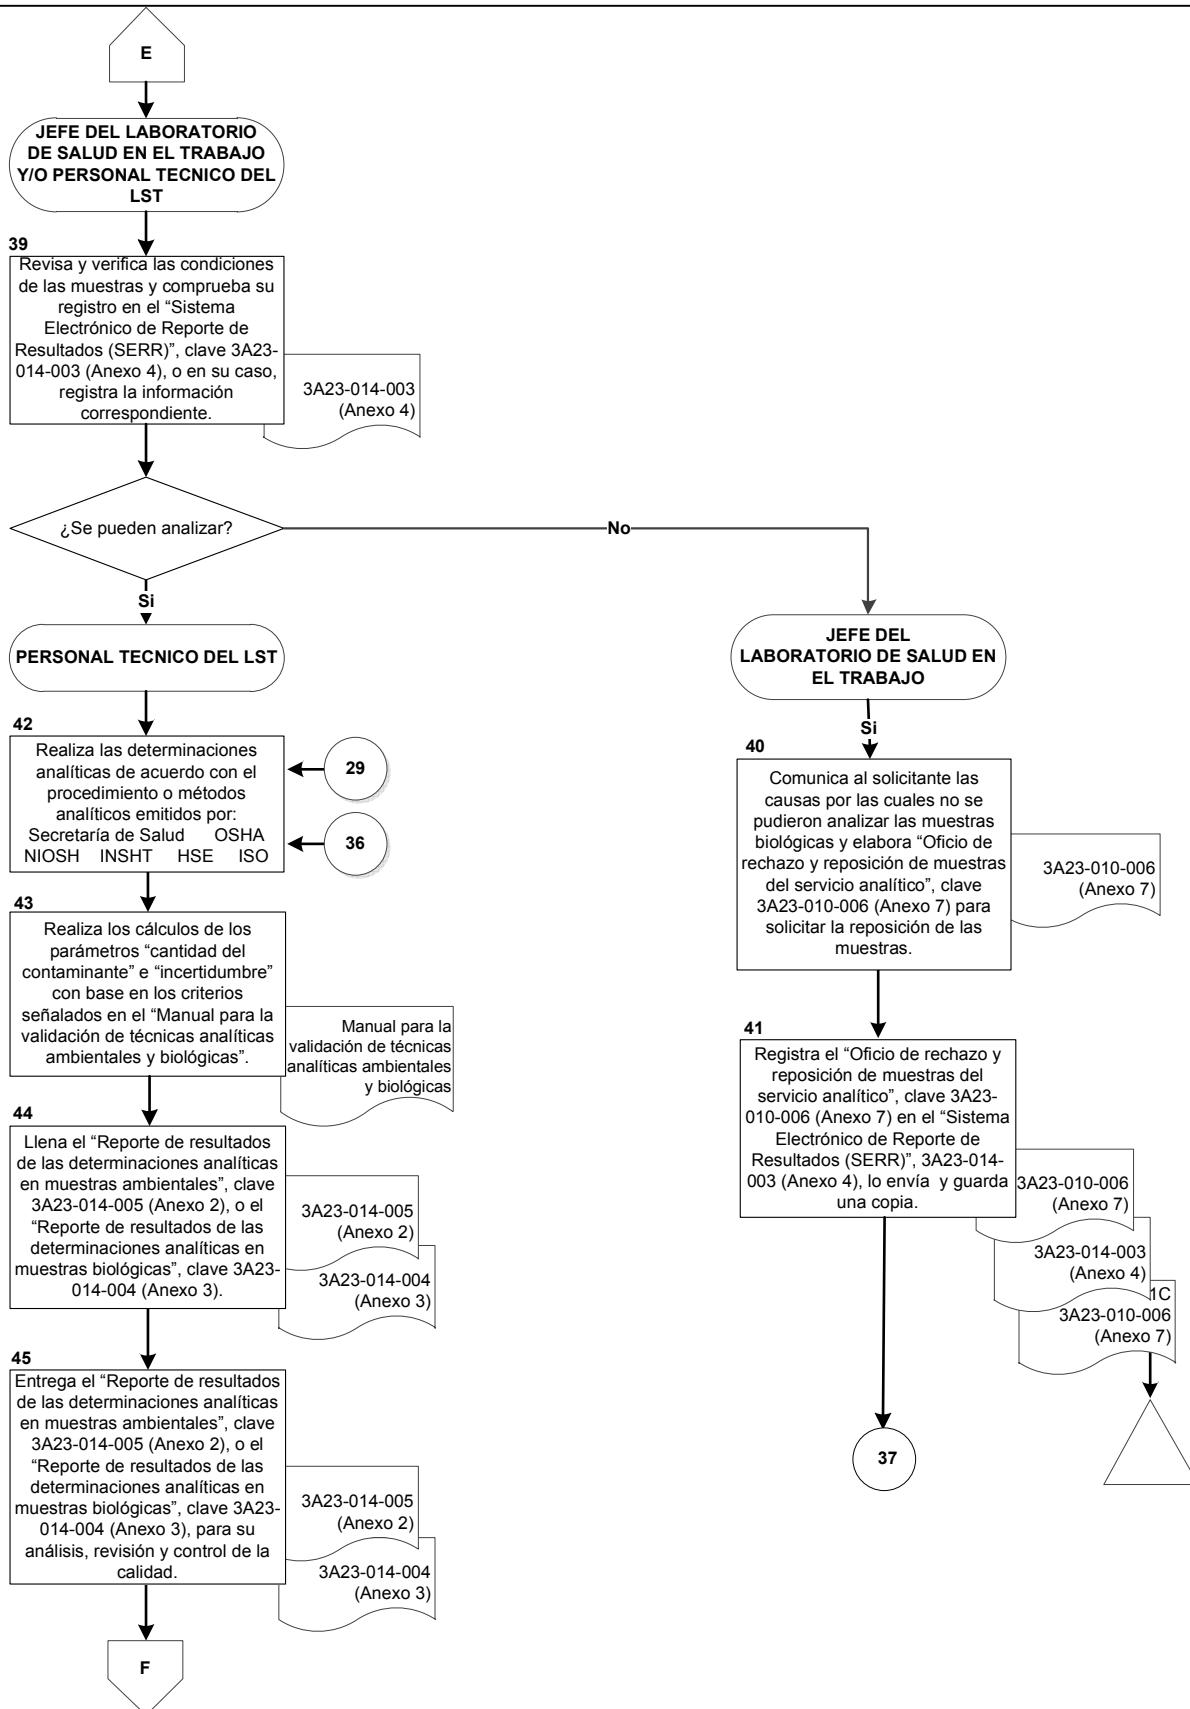 E
JEFE DEL LABORATORIO
DE SALUD EN EL TRABAJO
Y/O PERSONAL TECNICO DEL
LST
39
Revisa y verifica las condiciones
de las muestras y comprueba su
registro en el “Sistema
Electrónico de Reporte de
Resultados (SERR)”, clave 3A23-
014-003 (Anexo 4), o en su caso,
registra la información
correspondiente.
3A23-014-003
(Anexo 4)
¿Se pueden analizar?
No
Si
PERSONAL TECNICO DEL LST
42
Realiza las determinaciones
analíticas de acuerdo con el
procedimiento o métodos
analíticos emitidos por:
Secretaría de Salud OSHA
NIOSH INSHT HSE ISO
29
36
43
Realiza los cálculos de los
parámetros “cantidad del
contaminante” e “incertidumbre”
con base en los criterios
señalados en el “Manual para la
validación de técnicas analíticas
ambientales y biológicas”.
Manual para la
validación de técnicas
analíticas ambientales
y biológicas
44
Llena el “Reporte de resultados
de las determinaciones analíticas
en muestras ambientales”, clave
3A23-014-005 (Anexo 2), o el
“Reporte de resultados de las
determinaciones analíticas en
muestras biológicas”, clave 3A23-
014-004 (Anexo 3).
3A23-014-005
(Anexo 2)
3A23-014-004
(Anexo 3)
45
Entrega el “Reporte de resultados
de las determinaciones analíticas
en muestras ambientales”, clave
3A23-014-005 (Anexo 2), o el
“Reporte de resultados de las
determinaciones analíticas en
muestras biológicas”, clave 3A23-
014-004 (Anexo 3), para su
análisis, revisión y control de la
calidad.
3A23-014-005
(Anexo 2)
3A23-014-004
(Anexo 3)
F
JEFE DEL
LABORATORIO DE SALUD EN
EL TRABAJO
Si
40
Comunica al solicitante las
causas por las cuales no se
pudieron analizar las muestras
biológicas y elabora “Oficio de
rechazo y reposición de muestras
del servicio analítico”, clave
3A23-010-006 (Anexo 7) para
solicitar la reposición de las
muestras.
3A23-010-006
(Anexo 7)
41
Registra el “Oficio de rechazo y
reposición de muestras del
servicio analítico”, clave 3A23-
010-006 (Anexo 7) en el “Sistema
Electrónico de Reporte de
Resultados (SERR)”, 3A23-014-
003 (Anexo 4), lo envía y guarda
una copia.
3A23-010-006
(Anexo 7)
3A23-014-003
(Anexo 4)
1C
3A23-010-006
(Anexo 7)
37